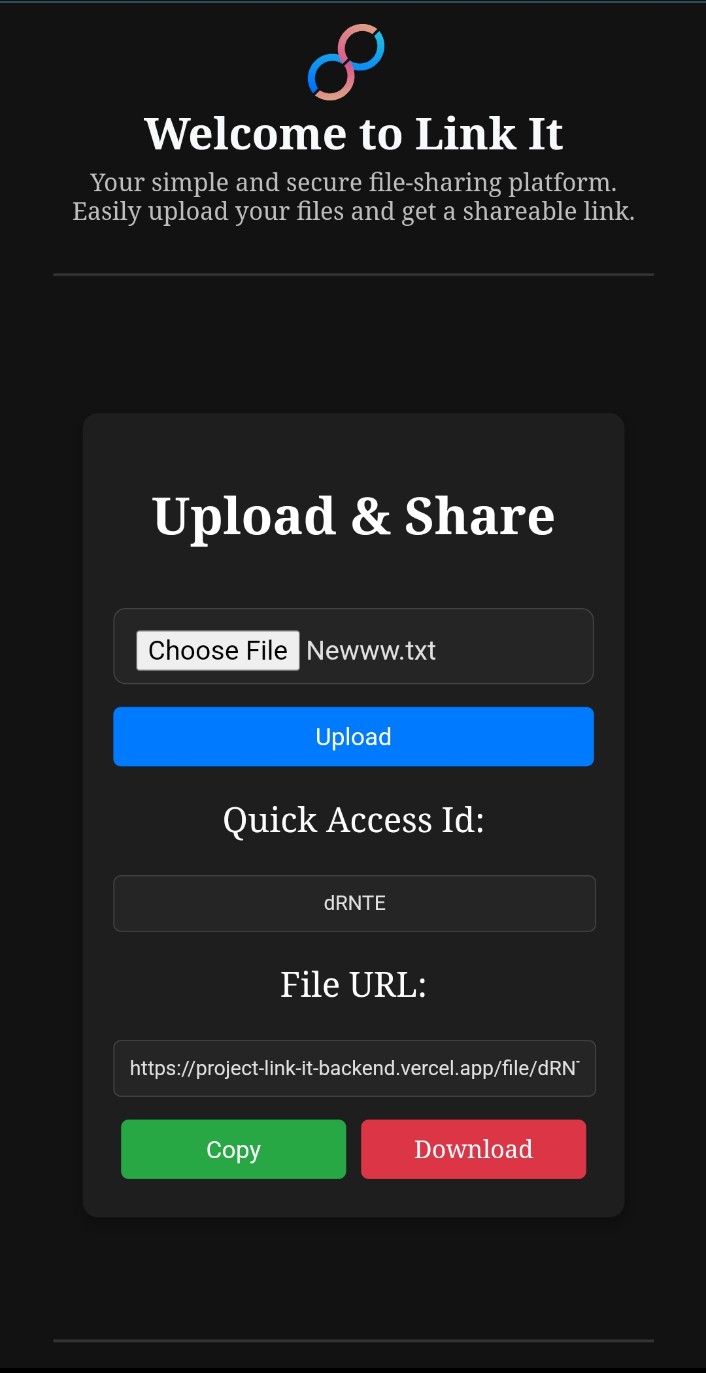 Welcome to Link It
Your simple and secure file-sharing platform.
Easily upload your files and get a shareable link.
Upload & Share
Choose File Newww.txt
Upload
Quick Access Id:
dRNTE
File URL:
https://project-link-it-backend.vercel.app/file/dRN
Copy Download